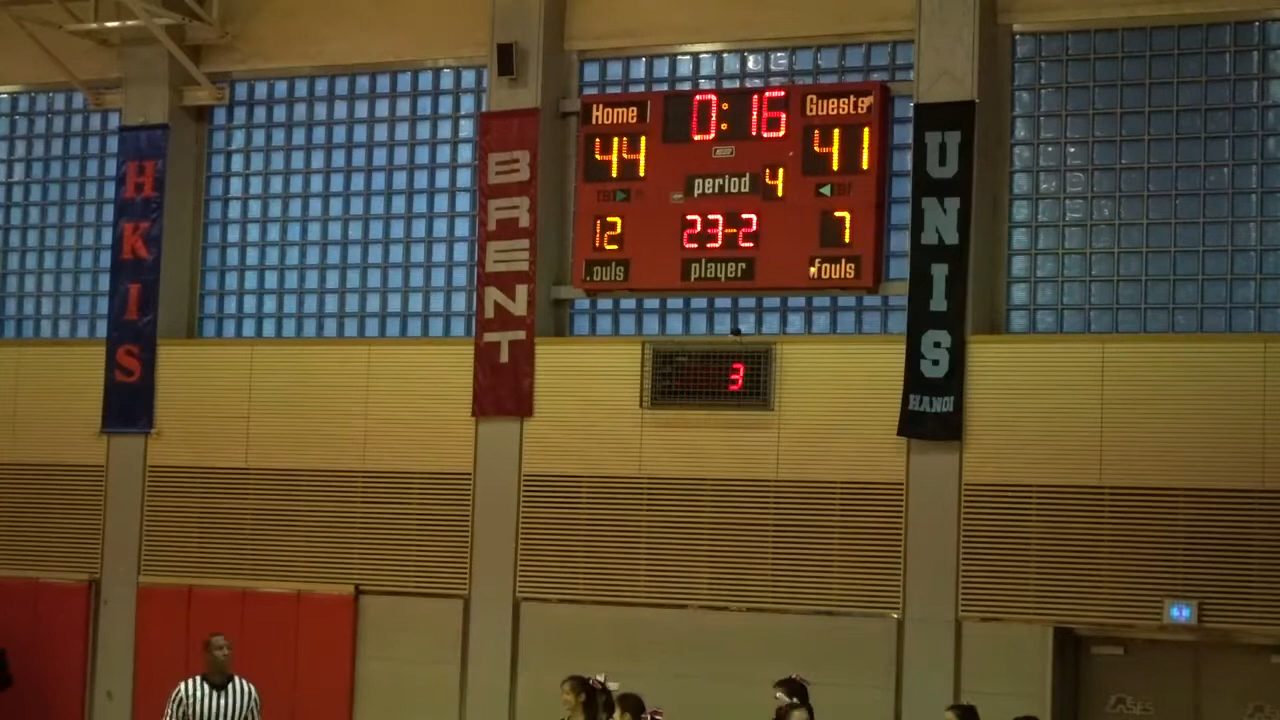 HKIS
BRENT
Home 0:16 Guests
44 41
period 4
12 23-2 7
.ouls player fouls
3
UNIS
HANOI